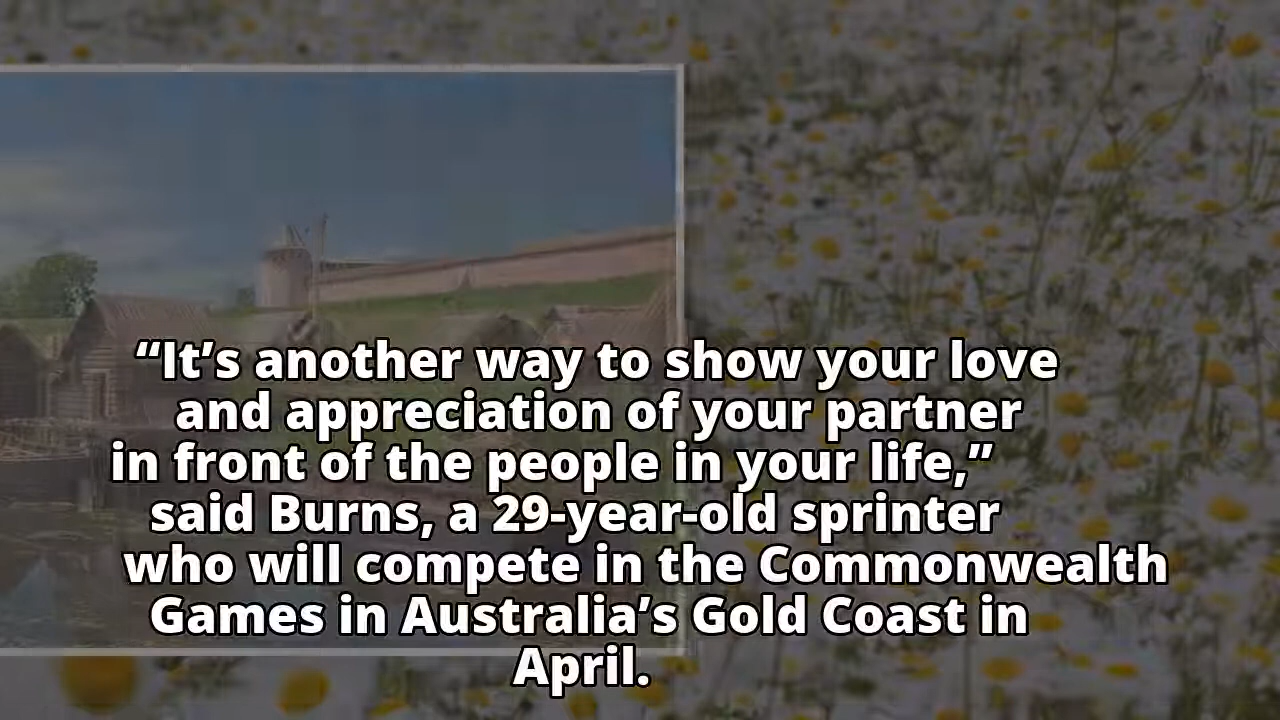 “It’s another way to show your love
and appreciation of your partner
in front of the people in your life,”
said Burns, a 29-year-old sprinter
who will compete in the Commonwealth
Games in Australia’s Gold Coast in
April.